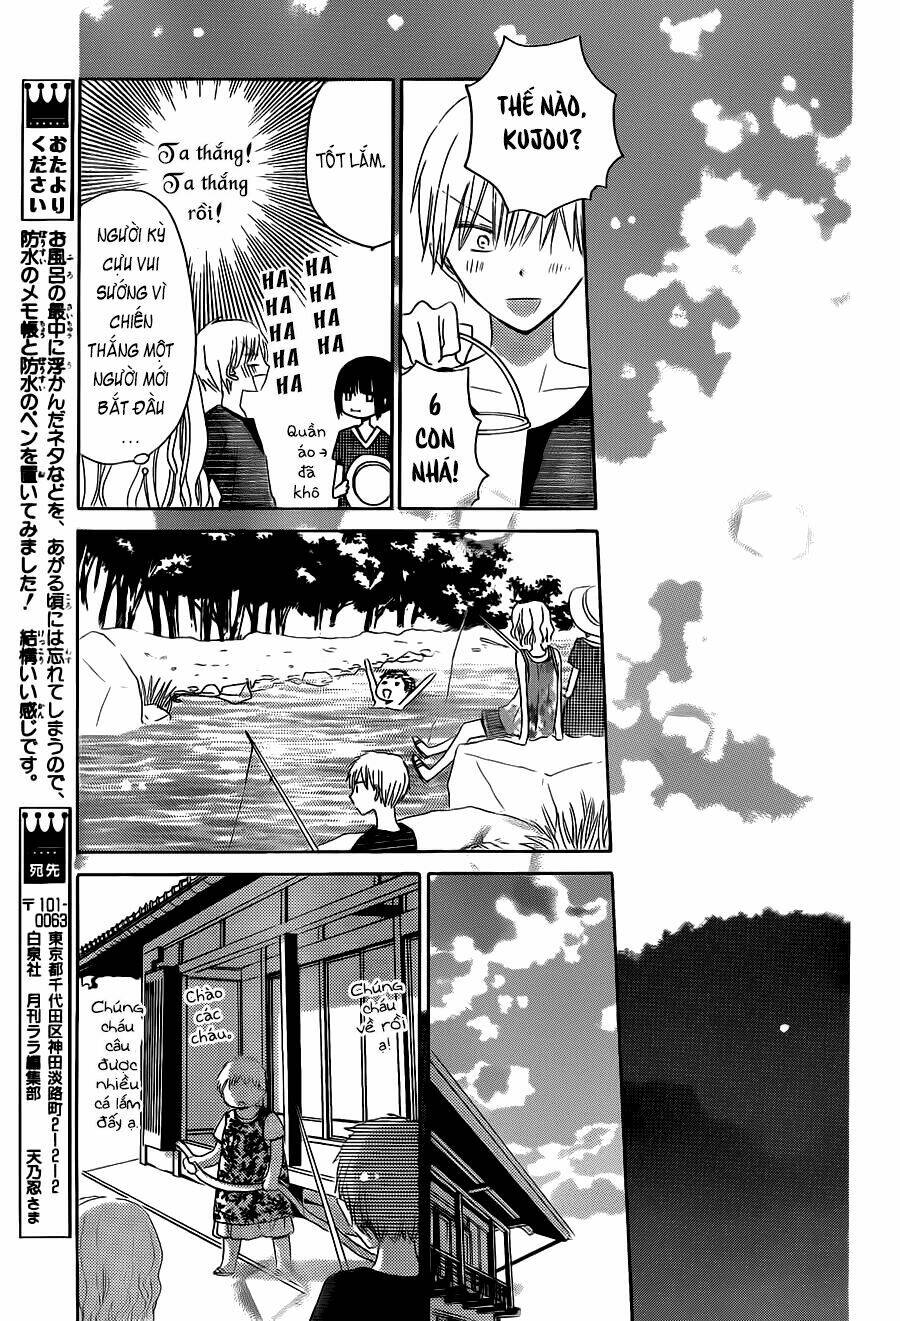 THẾ NÀO,
KUJOU?
6
CON
NHÁ!
TỐT LẮM.
Ta thắng!
Ta thắng
rồi!
HA
HA
HA
HA
HA
HA
HA
HA
HA
NGƯỜI KỲ
CỰU VUI
SƯỚNG VÌ
CHIẾN
THẮNG MỘT
NGƯỜI MỚI
BẮT ĐẦU
...
Quần
áo→
đã
khô
Chúng
cháu
về rồi
ạ!
Chào
các
cháu.
Chúng
cháu
câu
được
nhiều
cá lắm
đấy ạ.
おたより
ください
お風呂の最中に浮かんだネタなどを、あがる頃には忘れてしまうので、
防水のメモ帳と防水のペンを置いてみました! 結構いい感じです。
宛先
〒101-0063 東京都千代田区神田淡路町2-2-2
白泉社 月刊ララ編集部 天乃忍さま